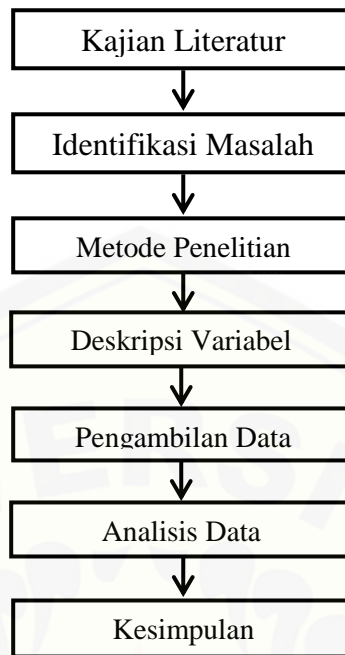 Kajian Literatur
Identifikasi Masalah
Metode Penelitian
Deskripsi Variabel
Pengambilan Data
Analisis Data
Kesimpulan